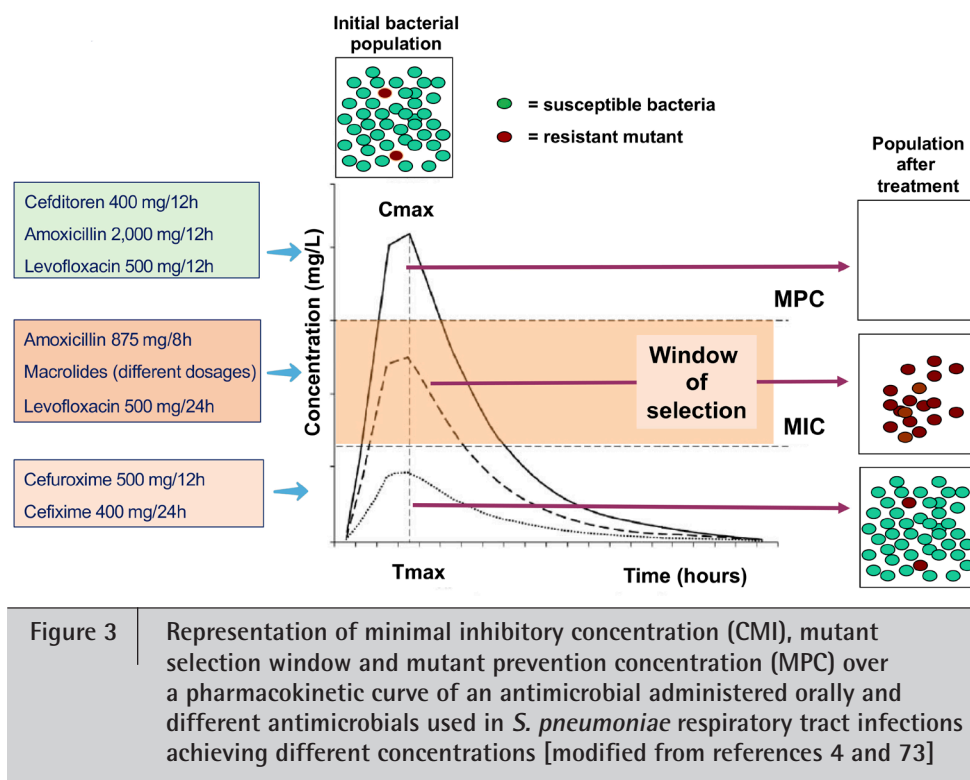 Initial bacterial
population
= susceptible bacteria
= resistant mutant
Population
after
treatment
Cefditoren 400 mg/12h
Amoxicillin 2,000 mg/12h
Levofloxacin 500 mg/12h
Amoxicillin 875 mg/8h
Macrolides (different dosages)
Levofloxacin 500 mg/24h
Cefuroxime 500 mg/12h
Cefixime 400 mg/24h
Concentration (mg/L)
Cmax
MPC
Window
of
selection
MIC
Tmax
Time (hours)
Figure 3
Representation of minimal inhibitory concentration (CMI), mutant
selection window and mutant prevention concentration (MPC) over
a pharmacokinetic curve of an antimicrobial administered orally and
different antimicrobials used in S. pneumoniae respiratory tract infections
achieving different concentrations [modified from references 4 and 73]